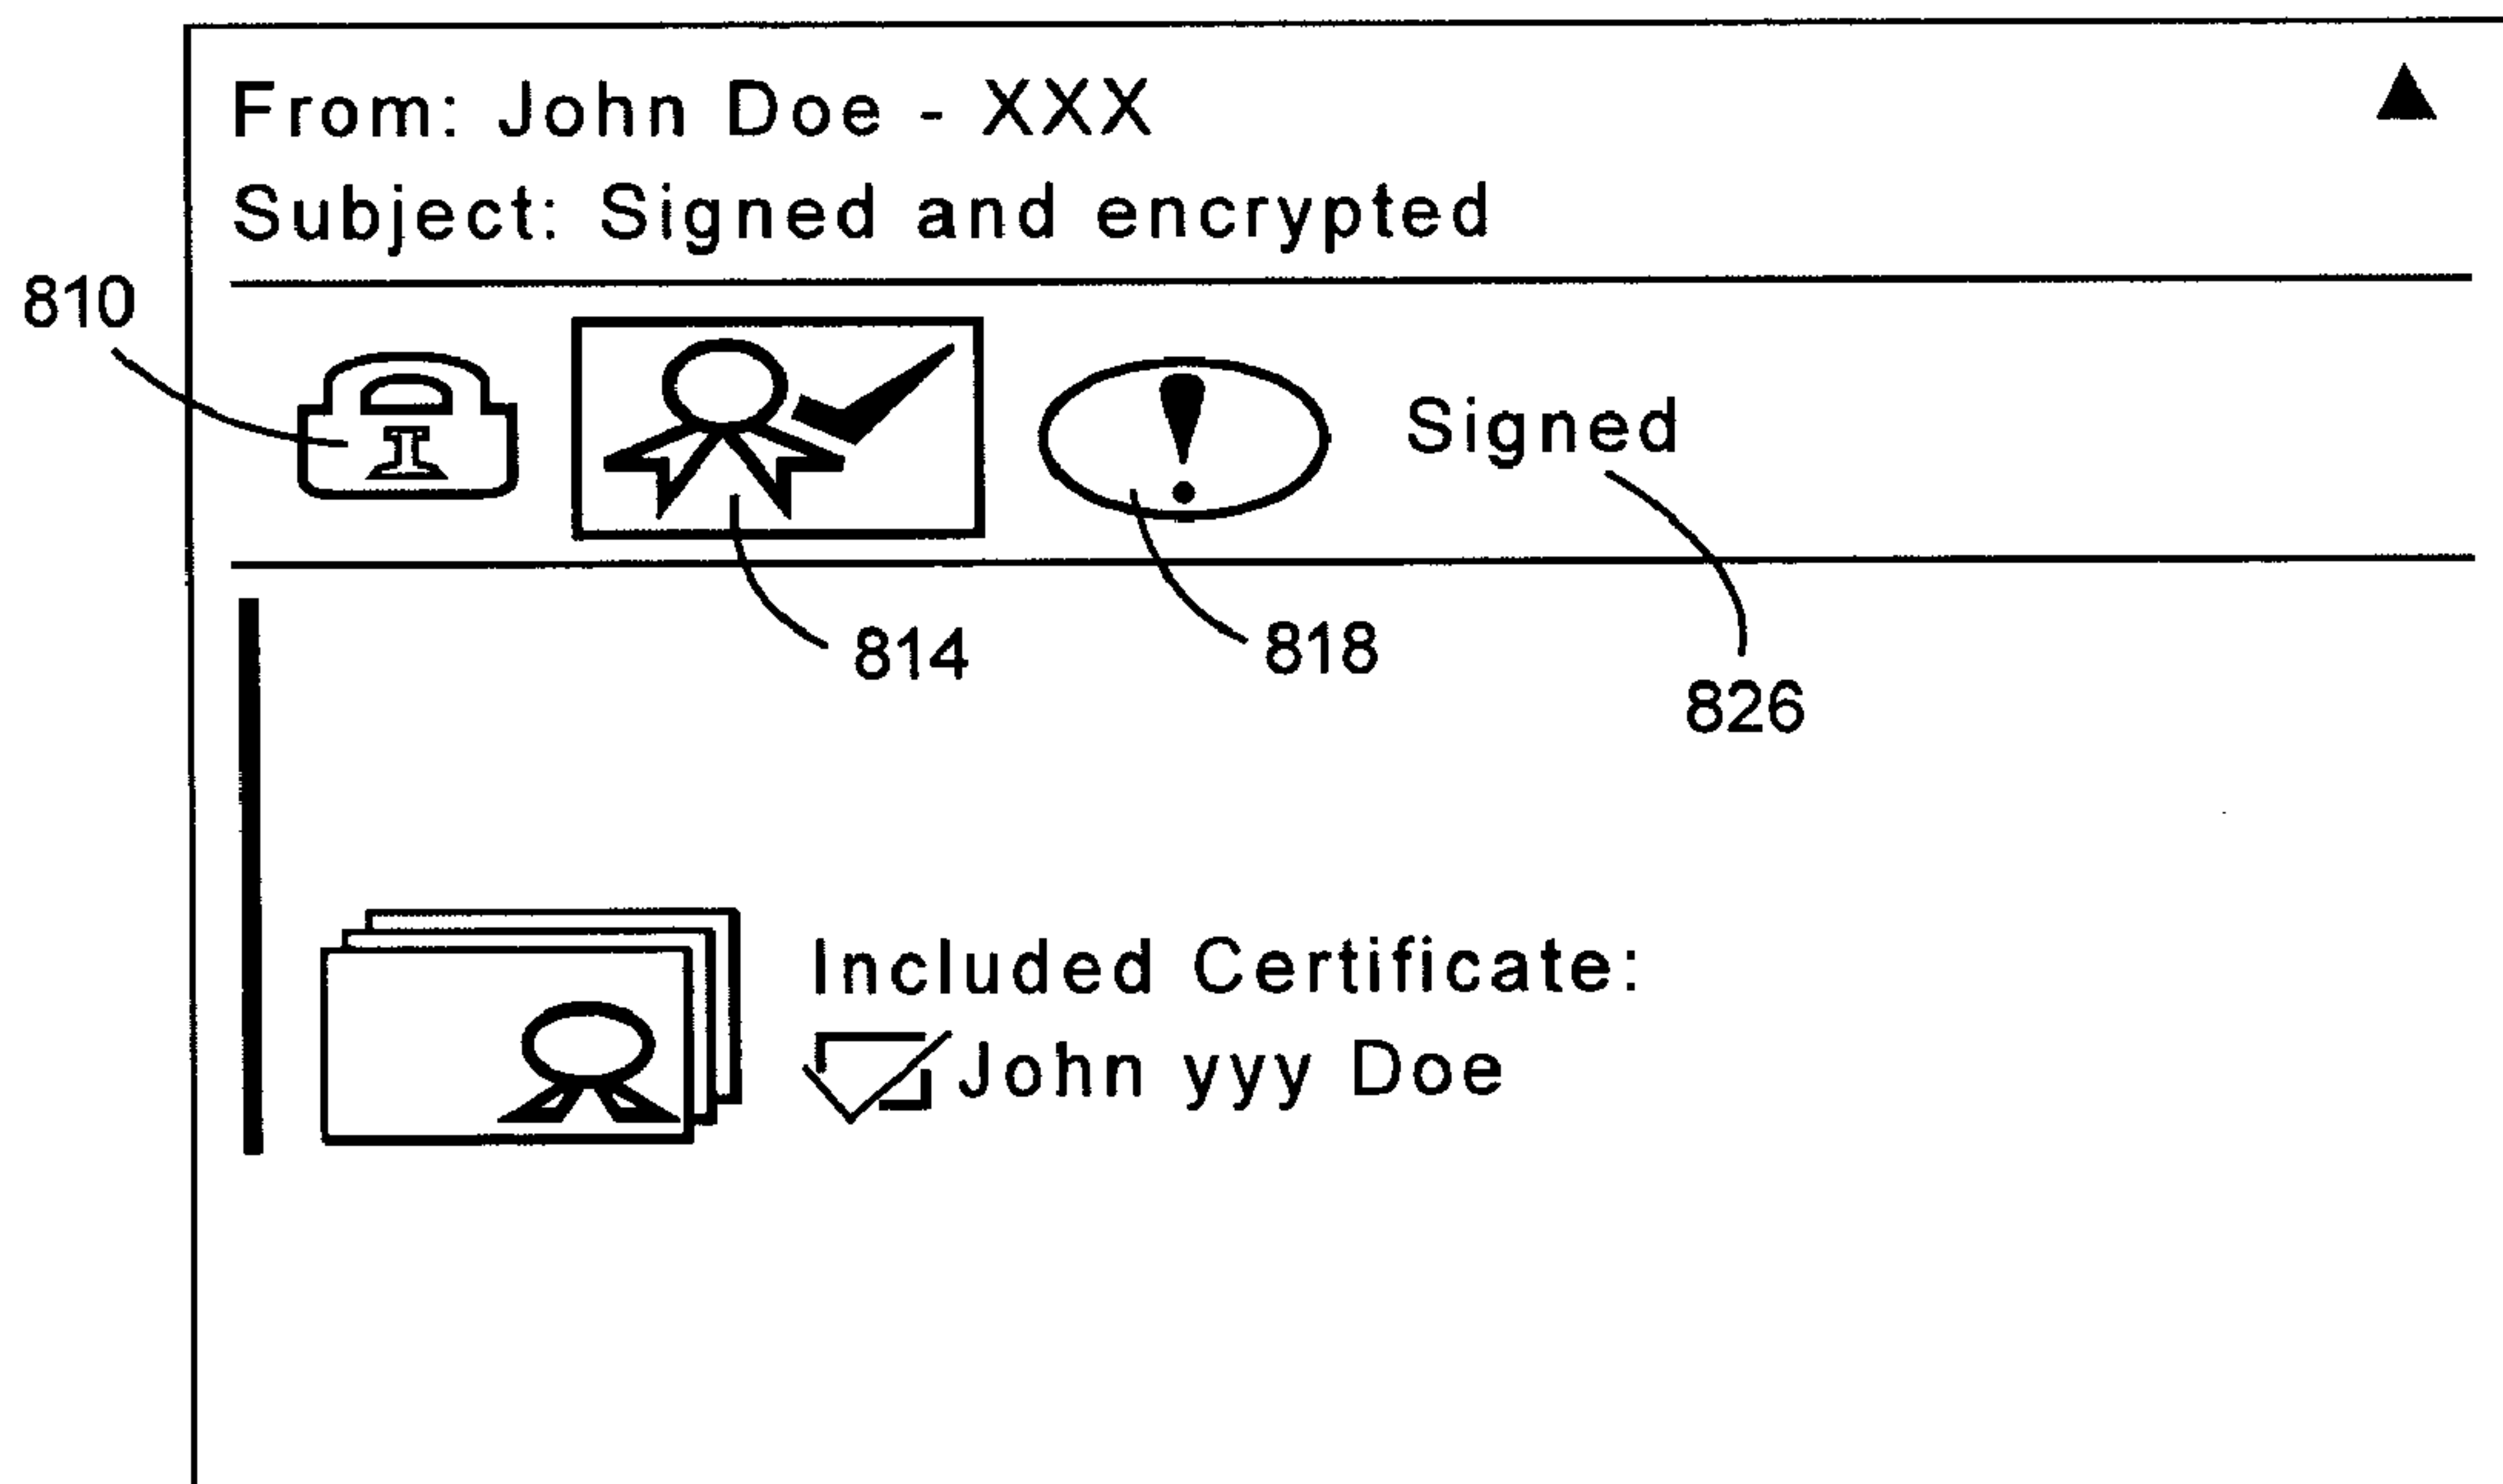 From: John Doe - XXX
Subject: Signed and encrypted
810
Signed
814
818
826
Included Certificate:
John yyy Doe